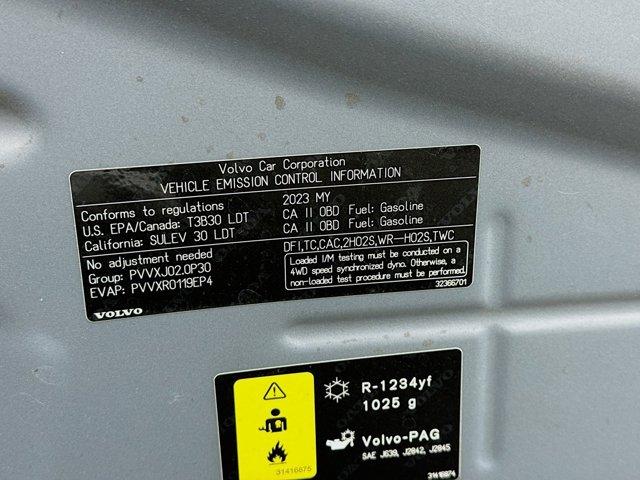 Volvo Car Corporation
VEHICLE EMISSION CONTROL INFORMATION
Conforms to regulations 2023 MY
U.S. EPA/Canada: T3B30 LDT CA II OBD Fuel: Gasoline
California: SULEV 30 LDT CA II OBD Fuel: Gasoline
No adjustment needed DFI,TC,CAC,2HO2S,WR-HO2S,TWC
Group: PVVXJ02.0P30
EVAP: PVVXR0119EP4
Loaded I/M testing must be conducted on a
4WD speed synchronized dyno. Otherwise, a
non-loaded test procedure must be used.
32366701
VOLVO
R-1234yf
1025 g
Volvo-PAG
SAE J639, J2842, J2845
31416675
31416674